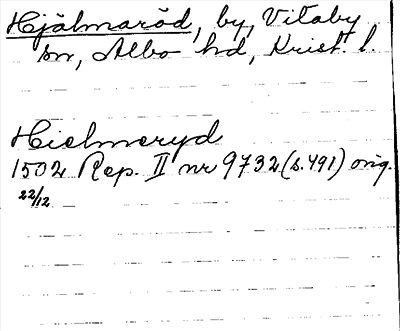 Hjälmaröd, by, Vitaby
sn, Albo hd, Krist. l.
Hielmeryd
1502 Rep. II nr 9732 (s. 491) orig.
22/12